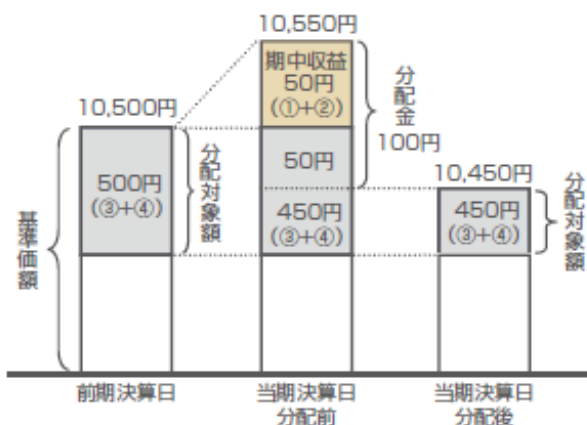 10,550円
期中収益
50円
(①+②)
分配金
100円
10,500円
500円
(③+④)
分配対象額
50円
450円
(③+④)
10,450円
450円
(③+④)
分配対象額
基準価額
前期決算日
当期決算日
分配前
当期決算日
分配後